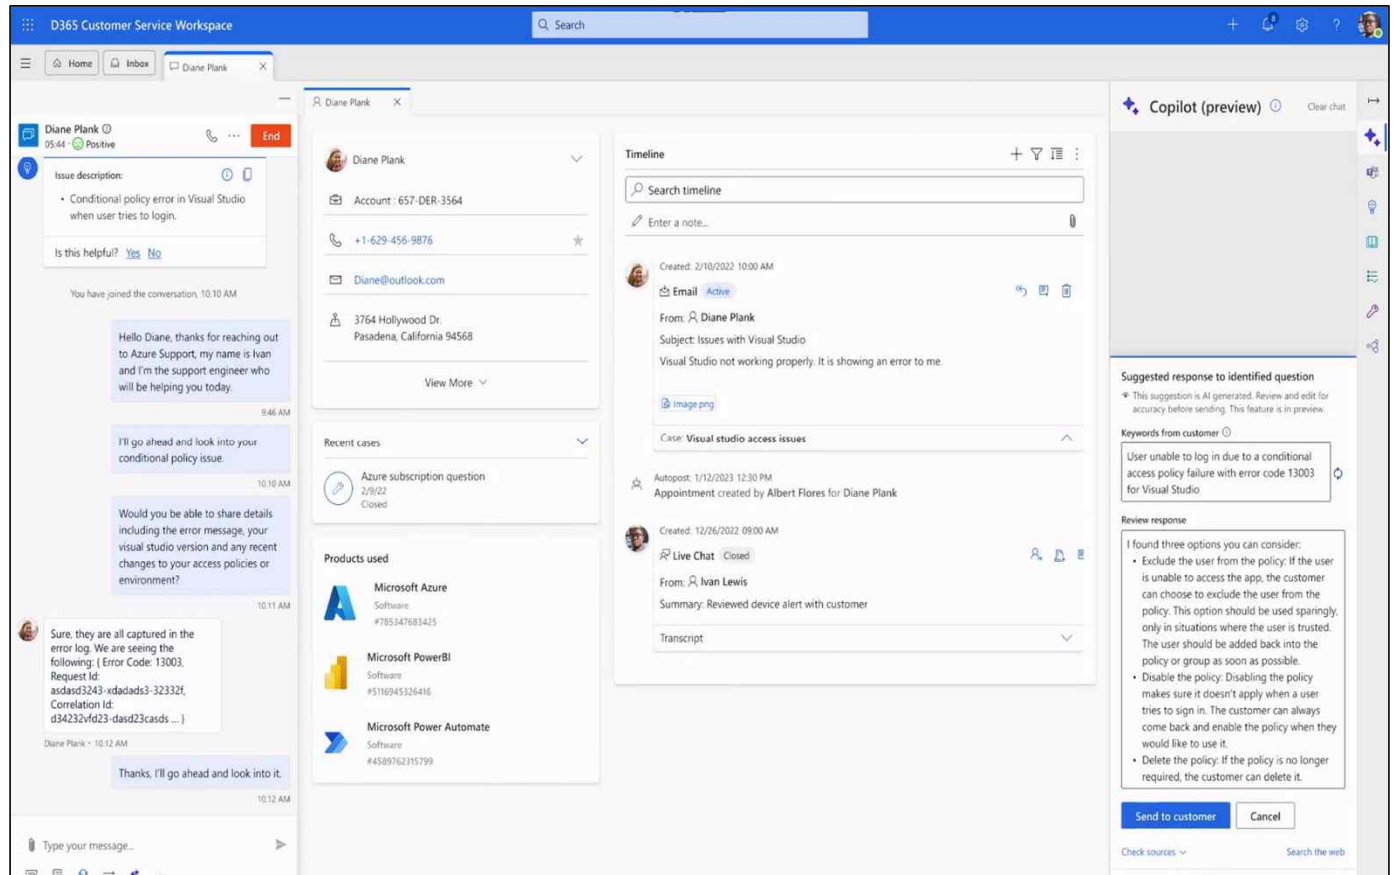 D365 Customer Service Workspace
Search
8
?
Home
Inbox
Diane Plank
X
Diane Plank
05:44 - Positive
End
Issue description:
• Conditional policy error in Visual Studio
when user tries to login.
Is this helpful? Yes No
You have joined the conversation, 10.10 AM
Hello Diane, thanks for reaching out
to Azure Support, my name is Ivan
and I'm the support engineer who
will be helping you today.
9:46 AM
I'll go ahead and look into your
conditional policy issue.
10:10 AM
Would you be able to share details
including the error message, your
visual studio version and any recent
changes to your access policies or
environment?
10:11 AM
Sure, they are all captured in the
error log. We are seeing the
following: { Error Code: 13003,
Request Id:
asdasd3243-xdadads3-32332f,
Correlation Id:
d34232vfd23-dasd23casds ... }
Diane Plank • 10:12 AM
Thanks, I'll go ahead and look into it.
10:12 AM
Type your message...
Diane Plank
X
Diane Plank
Account : 657-DER-3564
+1-629-456-9876
Diane@outlook.com
3764 Hollywood Dr.
Pasadena, California 94568
View More
Recent cases
Azure subscription question
2/9/22
Closed
Products used
Microsoft Azure
Software
#785347683425
Microsoft PowerBI
Software
#5116945326416
Microsoft Power Automate
Software
#4589762315799
Timeline
Search timeline
Enter a note...
Created: 2/10/2022 10:00 AM
Email Active
From: Diane Plank
Subject: Issues with Visual Studio
Visual Studio not working properly. It is showing an error to me.
Image.png
Case: Visual studio access issues
Autopost: 1/12/2023 12:30 PM
Appointment created by Albert Flores for Diane Plank
Created: 12/26/2022 09:00 AM
Live Chat Closed
From: Ivan Lewis
Summary: Reviewed device alert with customer
Transcript
Copilot (preview)
Clear chat
Suggested response to identified question
This suggestion is AI generated. Review and edit for
accuracy before sending. This feature is in preview.
Keywords from customer
User unable to log in due to a conditional
access policy failure with error code 13003
for Visual Studio
Review response
I found three options you can consider:
• Exclude the user from the policy: If the user
is unable to access the app, the customer
can choose to exclude the user from the
policy. This option should be used sparingly,
only in situations where the user is trusted.
The user should be added back into the
policy or group as soon as possible.
• Disable the policy: Disabling the policy
makes sure it doesn't apply when a user
tries to sign in. The customer can always
come back and enable the policy when they
would like to use it.
• Delete the policy: If the policy is no longer
required, the customer can delete it.
Send to customer
Cancel
Check sources
Search the web